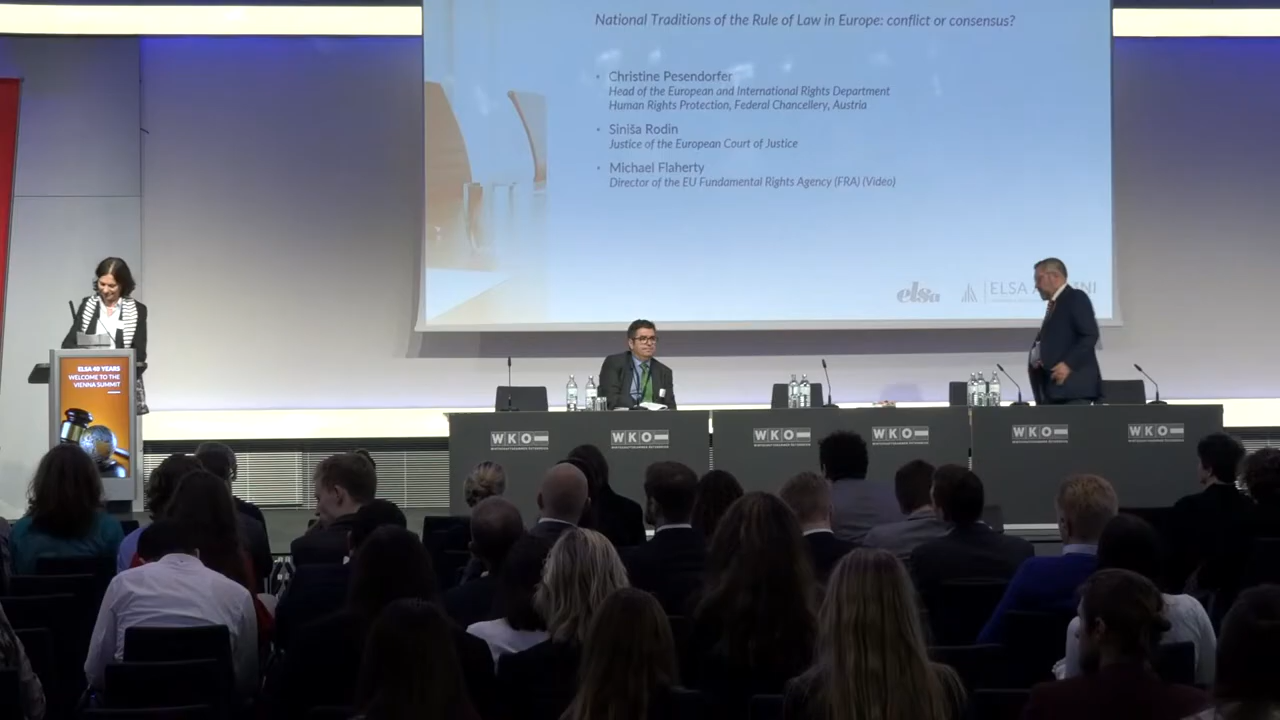 National Traditions of the Rule of Law in Europe: conflict or consensus?
• Christine Pesendorfer
Head of the European and International Rights Department
Human Rights Protection, Federal Chancellery, Austria
• Siniša Rodin
Justice of the European Court of Justice
• Michael Flaherty
Director of the EU Fundamental Rights Agency (FRA) (Video)
elsa
ELSA
ELSA 40 YEARS
WELCOME TO THE
VIENNA SUMMIT
WKO
WKO
WKO
WKO
WKO
WKO